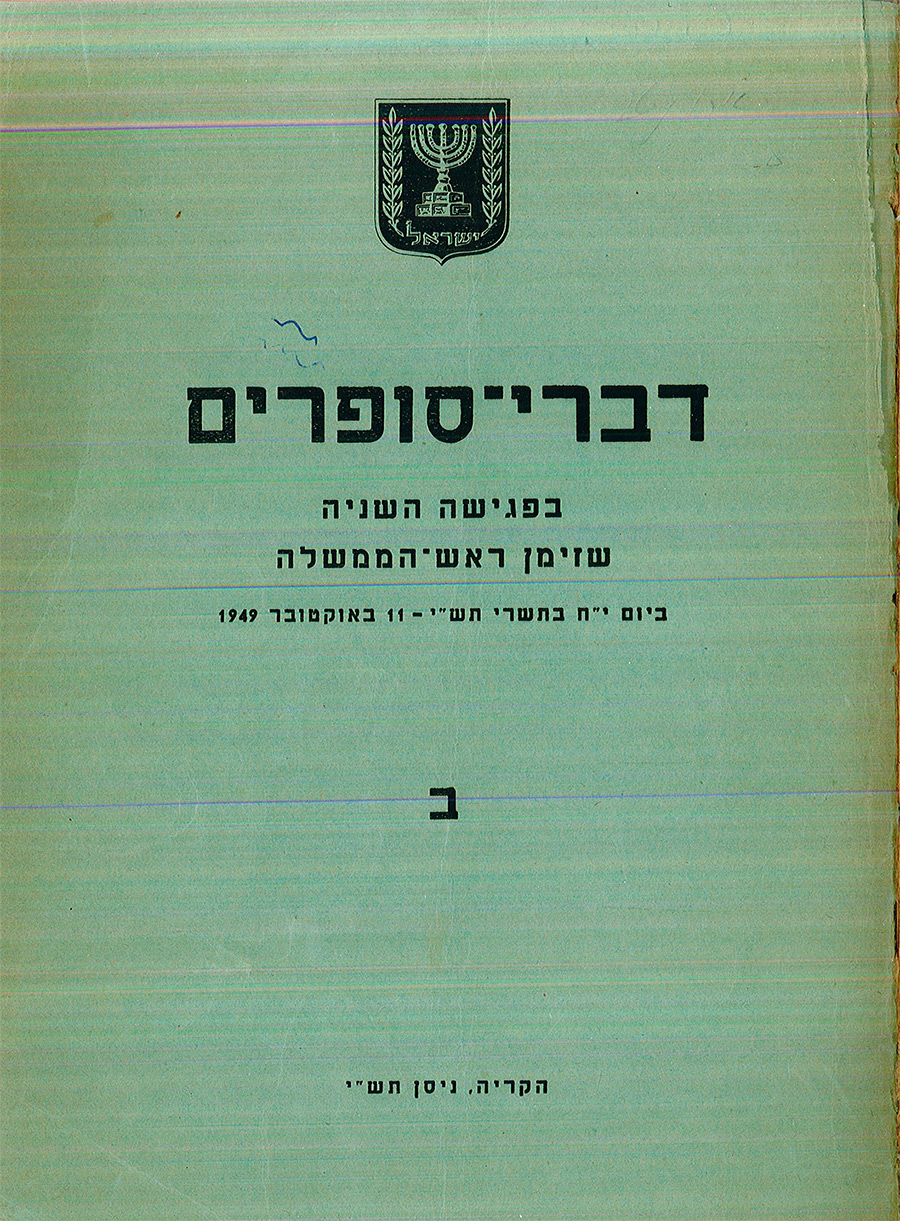 ישראל
דברי־סופרים
בפגישה השניה
שזימן ראש־הממשלה
ביום י״ח בתשרי תש״י – 11 באוקטובר 1949
ב
הקריה, ניסן תש״י